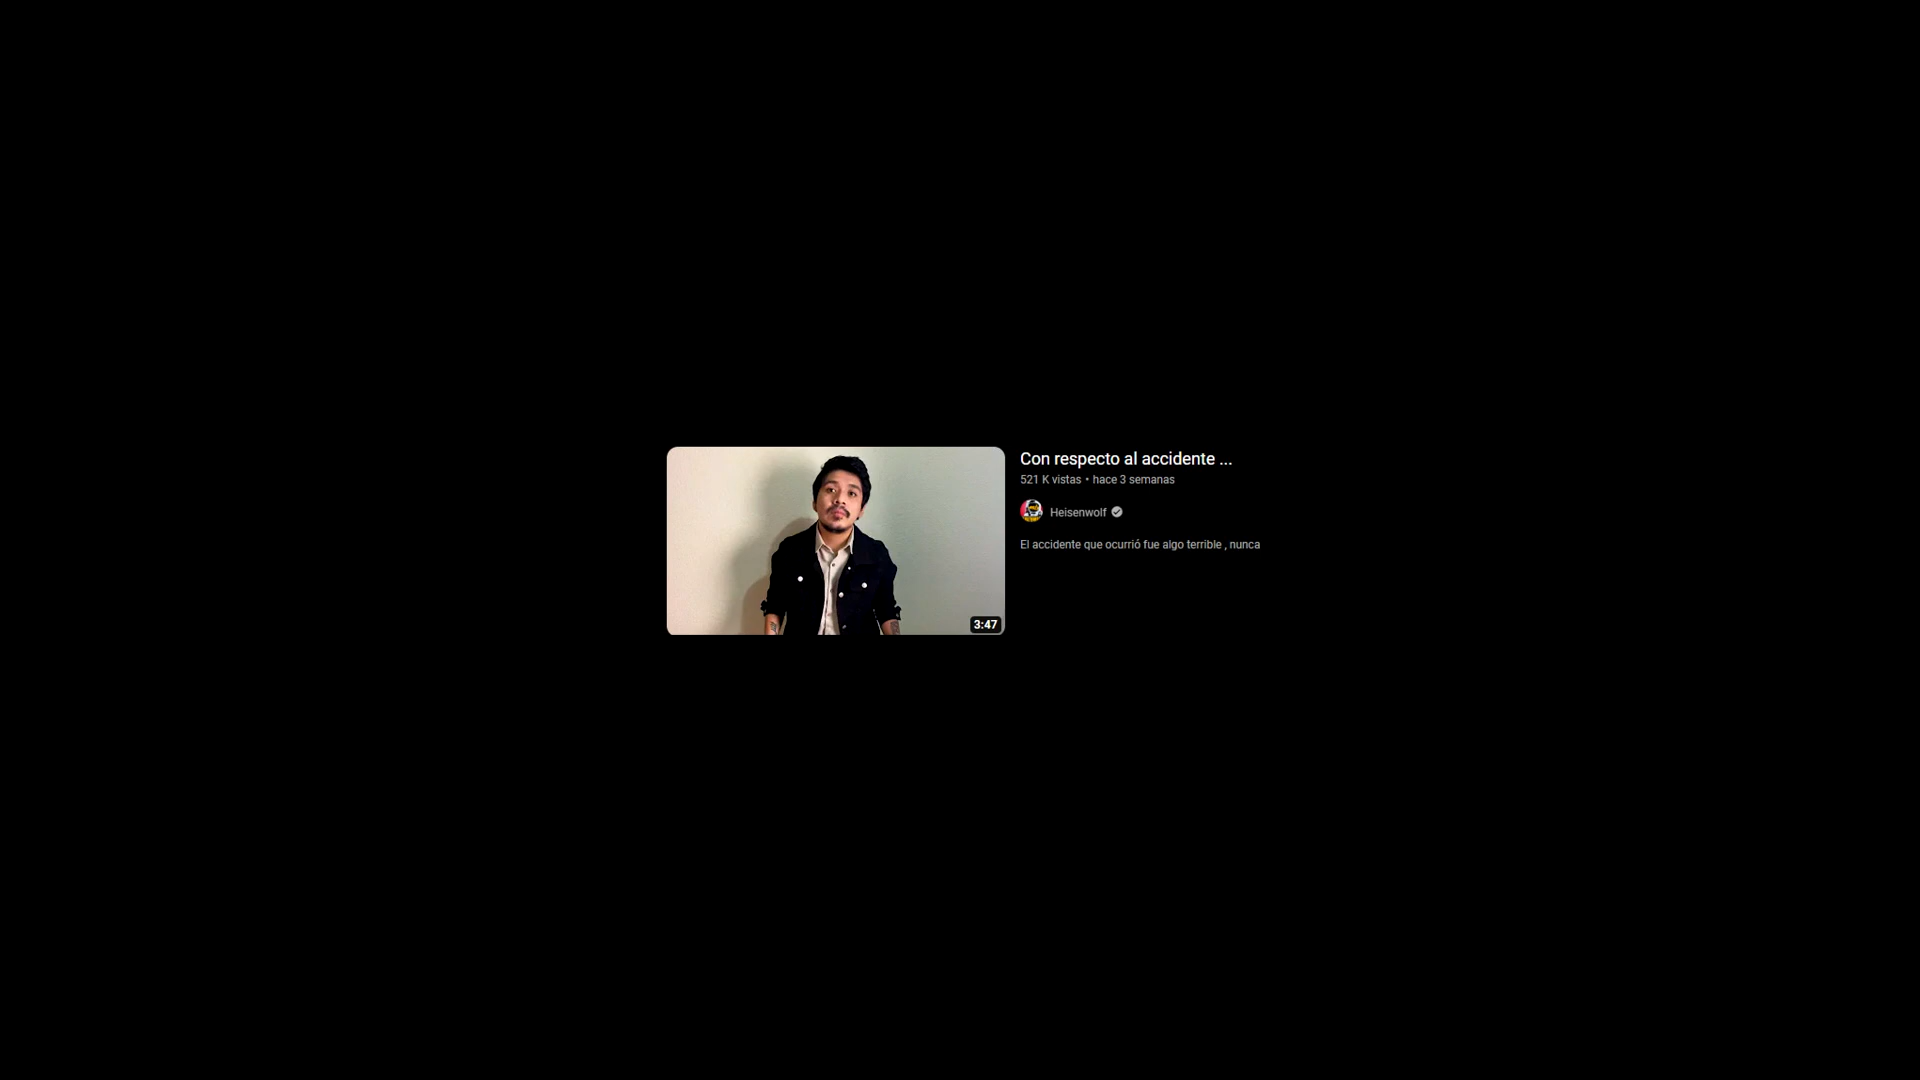 Con respecto al accidente ...
521 K vistas • hace 3 semanas
Heisenwolf
El accidente que ocurrió fue algo terrible , nunca
3:47